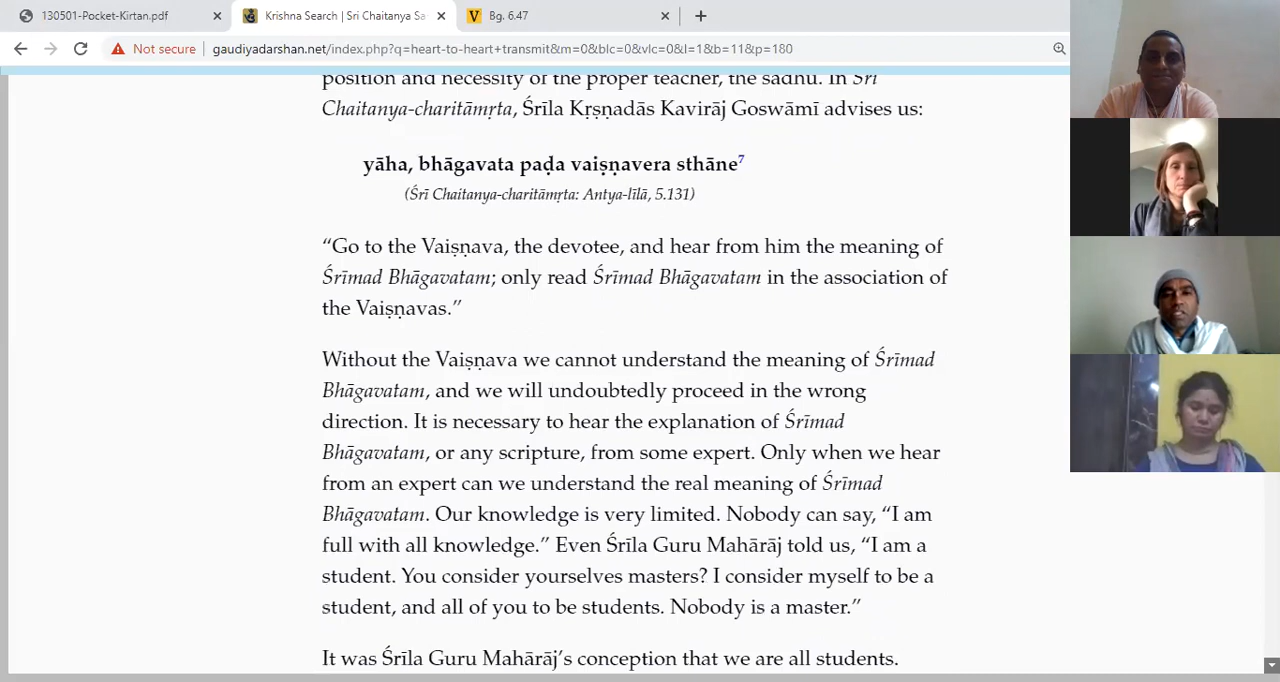 130501-Pocket-Kirtan.pdf
Krishna Search | Sri Chaitanya Sa
Bg. 6.47
Not secure
gaudiyadarshan.net/index.php?q=heart-to-heart+transmit&m=0&blc=0&vlc=0&l=1&b=11&p=180
position and necessity of the proper teacher, the sādhu. In Śrī
Chaitanya-charitāmṛta, Śrīla Kṛṣṇadās Kavirāj Goswāmī advises us:
yāha, bhāgavata paḍa vaiṣṇavera sthāne7
(Śrī Chaitanya-charitāmṛta: Antya-līlā, 5.131)
“Go to the Vaiṣṇava, the devotee, and hear from him the meaning of
Śrīmad Bhāgavatam; only read Śrīmad Bhāgavatam in the association of
the Vaiṣṇavas.”
Without the Vaiṣṇava we cannot understand the meaning of Śrīmad
Bhāgavatam, and we will undoubtedly proceed in the wrong
direction. It is necessary to hear the explanation of Śrīmad
Bhāgavatam, or any scripture, from some expert. Only when we hear
from an expert can we understand the real meaning of Śrīmad
Bhāgavatam. Our knowledge is very limited. Nobody can say, “I am
full with all knowledge.” Even Śrīla Guru Mahārāj told us, “I am a
student. You consider yourselves masters? I consider myself to be a
student, and all of you to be students. Nobody is a master.”
It was Śrīla Guru Mahārāj’s conception that we are all students.